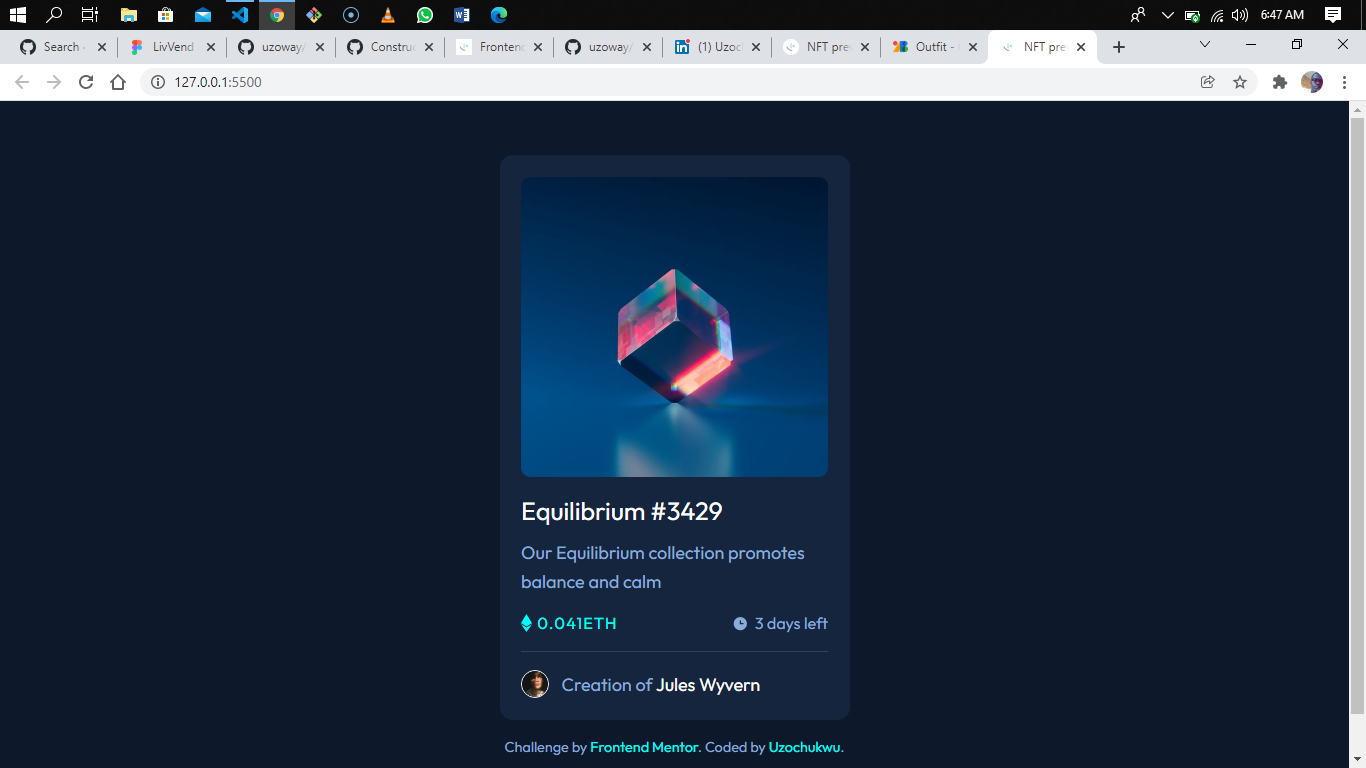 6:47 AM
Search
LivVend
uzoway/
Construc
Frontend
uzoway/
(1) Uzoc
NFT pre
Outfit -
NFT pre
127.0.0.1:5500
Equilibrium #3429
Our Equilibrium collection promotes
balance and calm
0.041ETH 3 days left
Creation of Jules Wyvern
Challenge by Frontend Mentor. Coded by Uzochukwu.